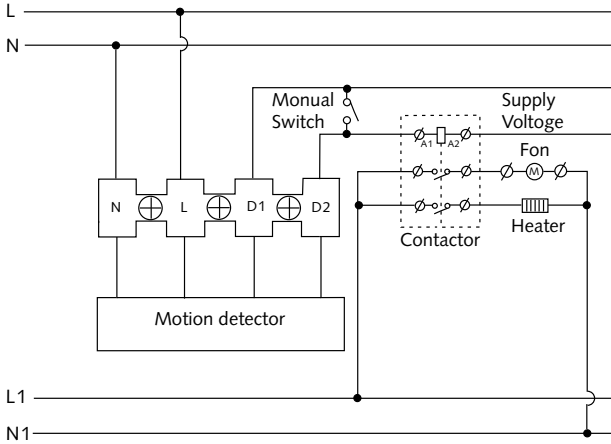 L
N
Monual
Switch
Supply
Voltoge
A1
A2
Fon
M
N
L
D1
D2
Contactor
Heater
Motion detector
L1
N1